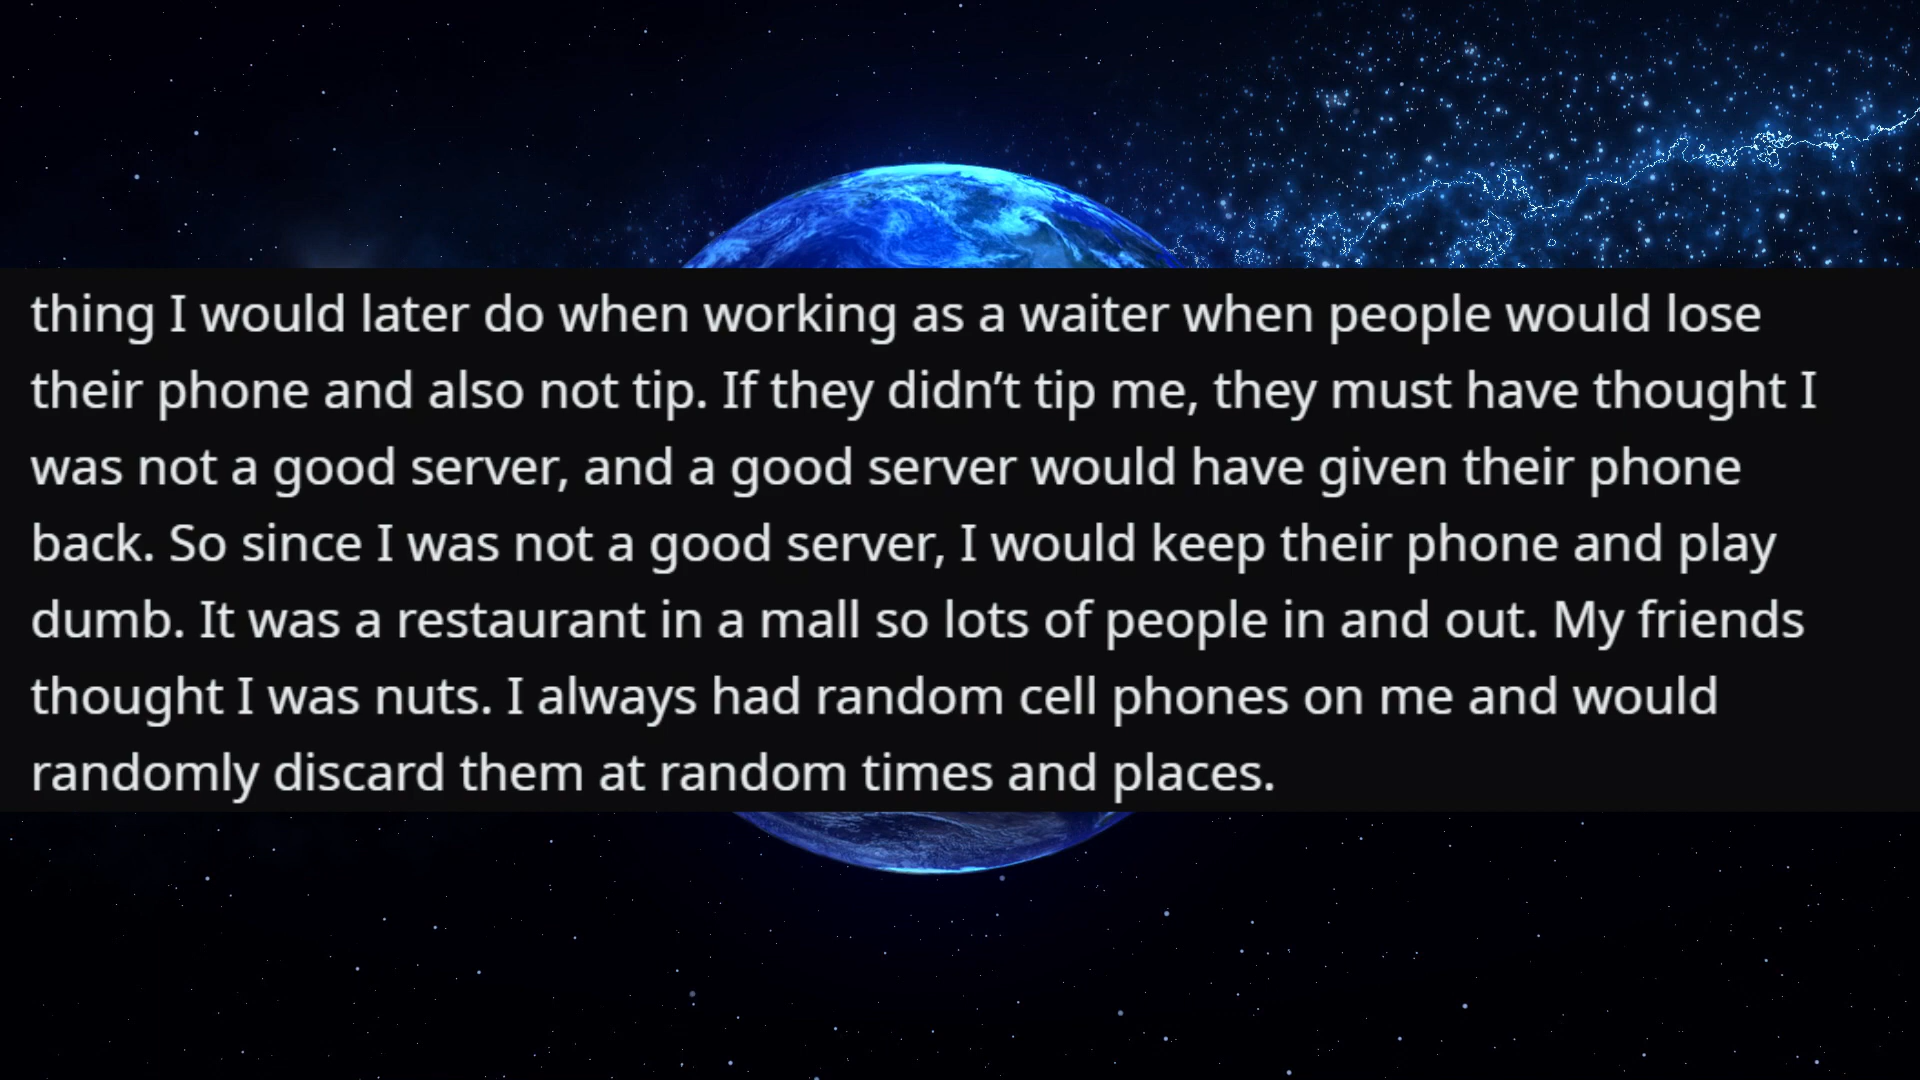 thing I would later do when working as a waiter when people would lose
their phone and also not tip. If they didn’t tip me, they must have thought I
was not a good server, and a good server would have given their phone
back. So since I was not a good server, I would keep their phone and play
dumb. It was a restaurant in a mall so lots of people in and out. My friends
thought I was nuts. I always had random cell phones on me and would
randomly discard them at random times and places.